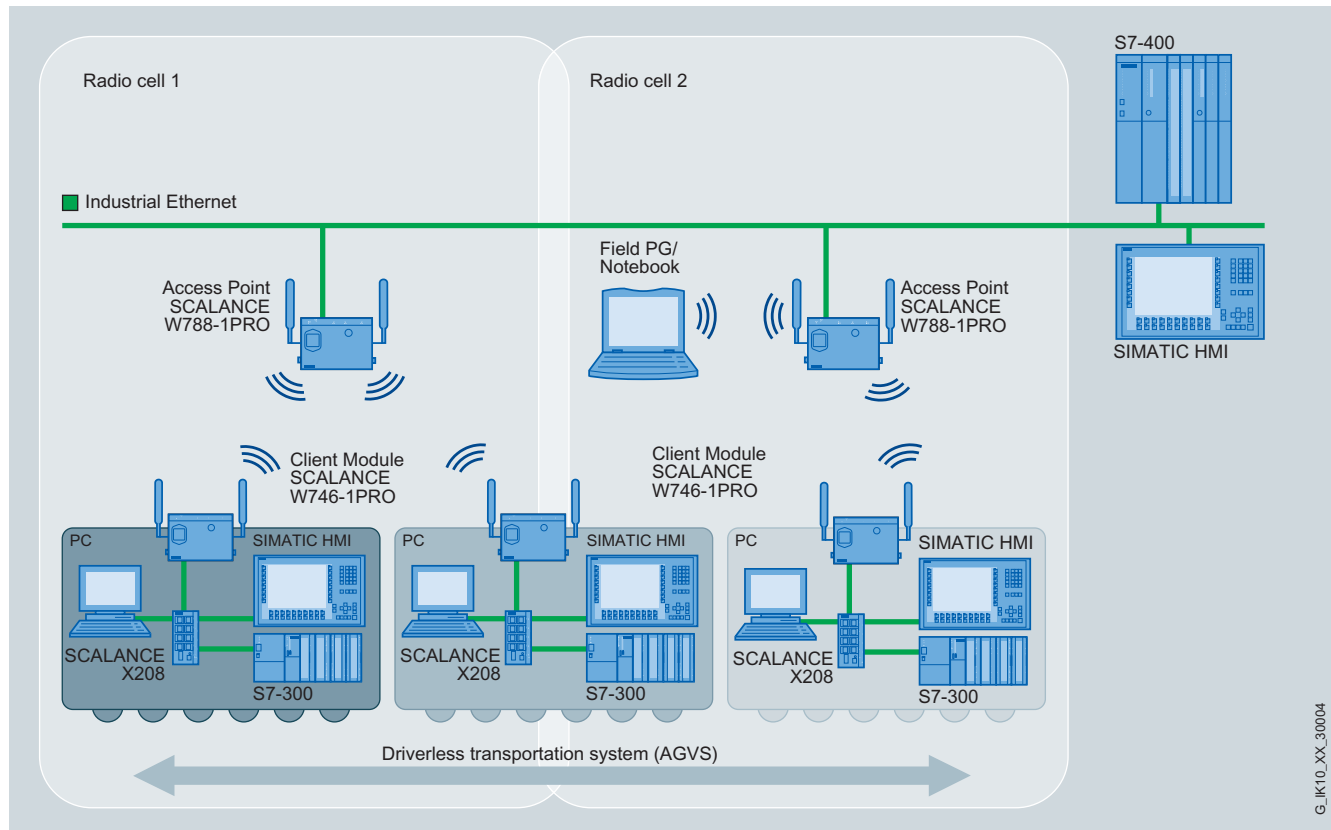 S7-400
Radio cell 1
Radio cell 2
Industrial Ethernet
Field PG/
Notebook
Access Point
SCALANCE
W788-1PRO
Access Point
SCALANCE
W788-1PRO
SIMATIC HMI
Client Module
SCALANCE
W746-1PRO
Client Module
SCALANCE
W746-1PRO
PC
SIMATIC HMI
SCALANCE
X208
S7-300
PC
SIMATIC HMI
SCALANCE
X208
S7-300
PC
SIMATIC HMI
SCALANCE
X208
S7-300
Driverless transportation system (AGVS)
G_IK10_XX_30004